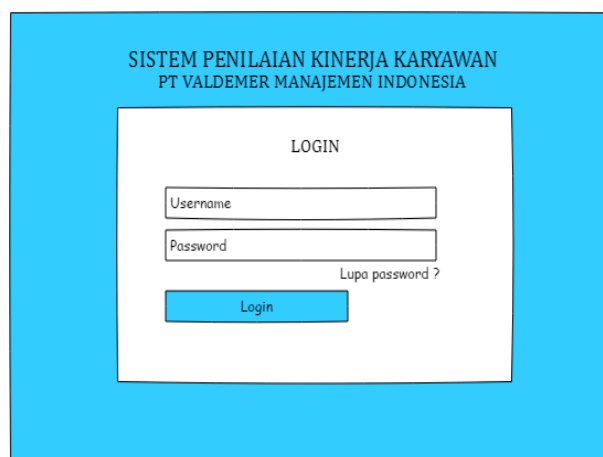 SISTEM PENILAIAN KINERJA KARYAWAN
PT VALDEMER MANAJEMEN INDONESIA
LOGIN
Username
Password
Lupa password ?
Login